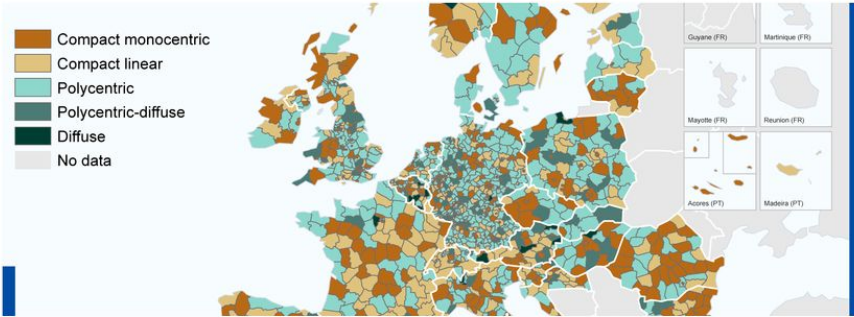 Compact monocentric
Compact linear
Polycentric
Polycentric-diffuse
Diffuse
No data
Guyane (FR)
Martinique (FR)
Mayotte (FR)
Reunion (FR)
Acores (PT)
Madeira (PT)